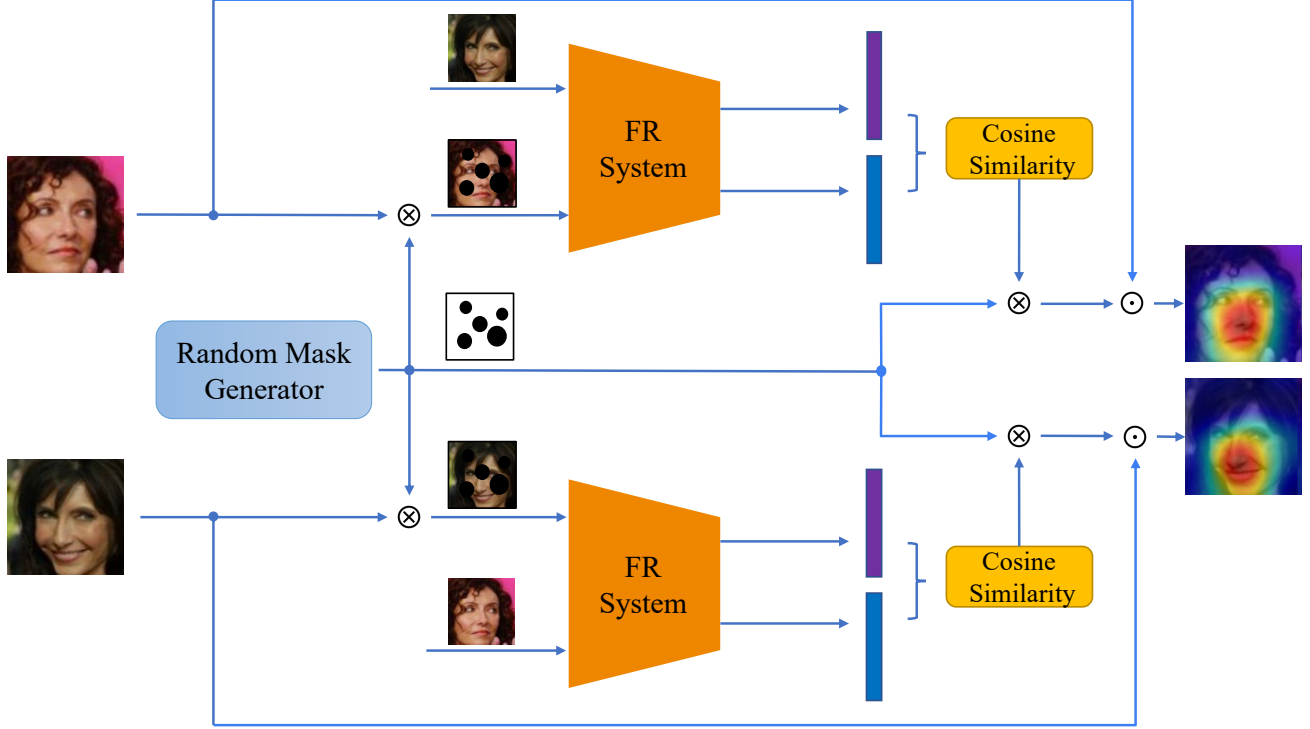 FR
System
Cosine
Similarity
Random Mask
Generator
FR
System
Cosine
Similarity